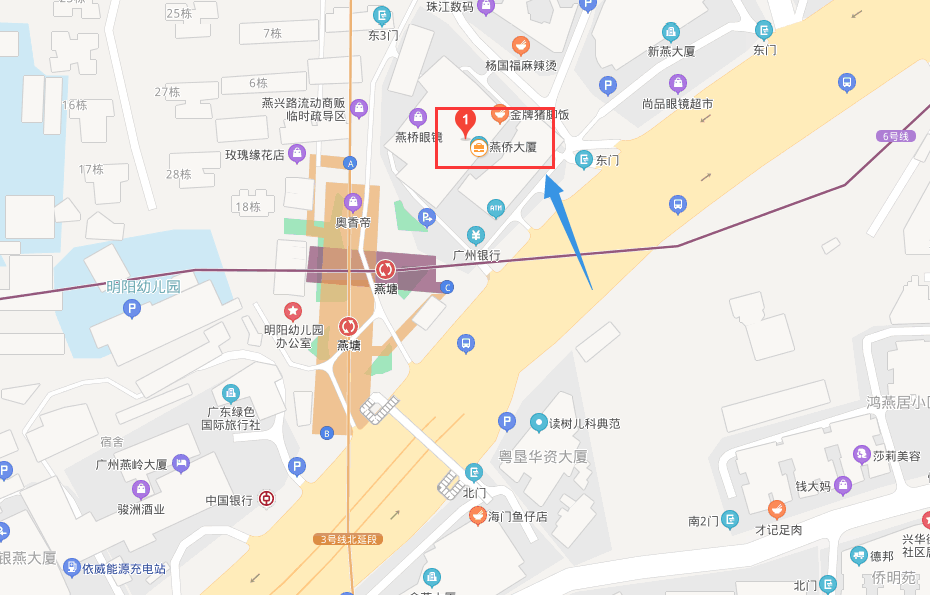 25栋
珠江数码
P
7栋
东3门
杨国福麻辣烫
新燕大厦
东门
6栋
27栋
16栋
燕兴路流动商贩
临时疏导区
P
尚品眼镜超市
1
金牌猪脚饭
燕桥眼镜
燕侨大厦
6号线
玫瑰缘花店
A
东门
17栋
28栋
18栋
奥香帝
ATM
广州银行
燕塘
C
明阳幼儿园
P
明阳幼儿园
办公室
燕塘
广东绿色
国际旅行社
鸿燕居小区
宿舍
B
P
读树儿科典范
粤垦华资大厦
广州燕岭大厦
P
P
莎莉美容
骏洲酒业
中国银行
北门
钱大妈
海门鱼仔店
南2门
才记足肉
3号线北延段
银燕大厦
依威能源充电站
德邦
侨明苑
北门